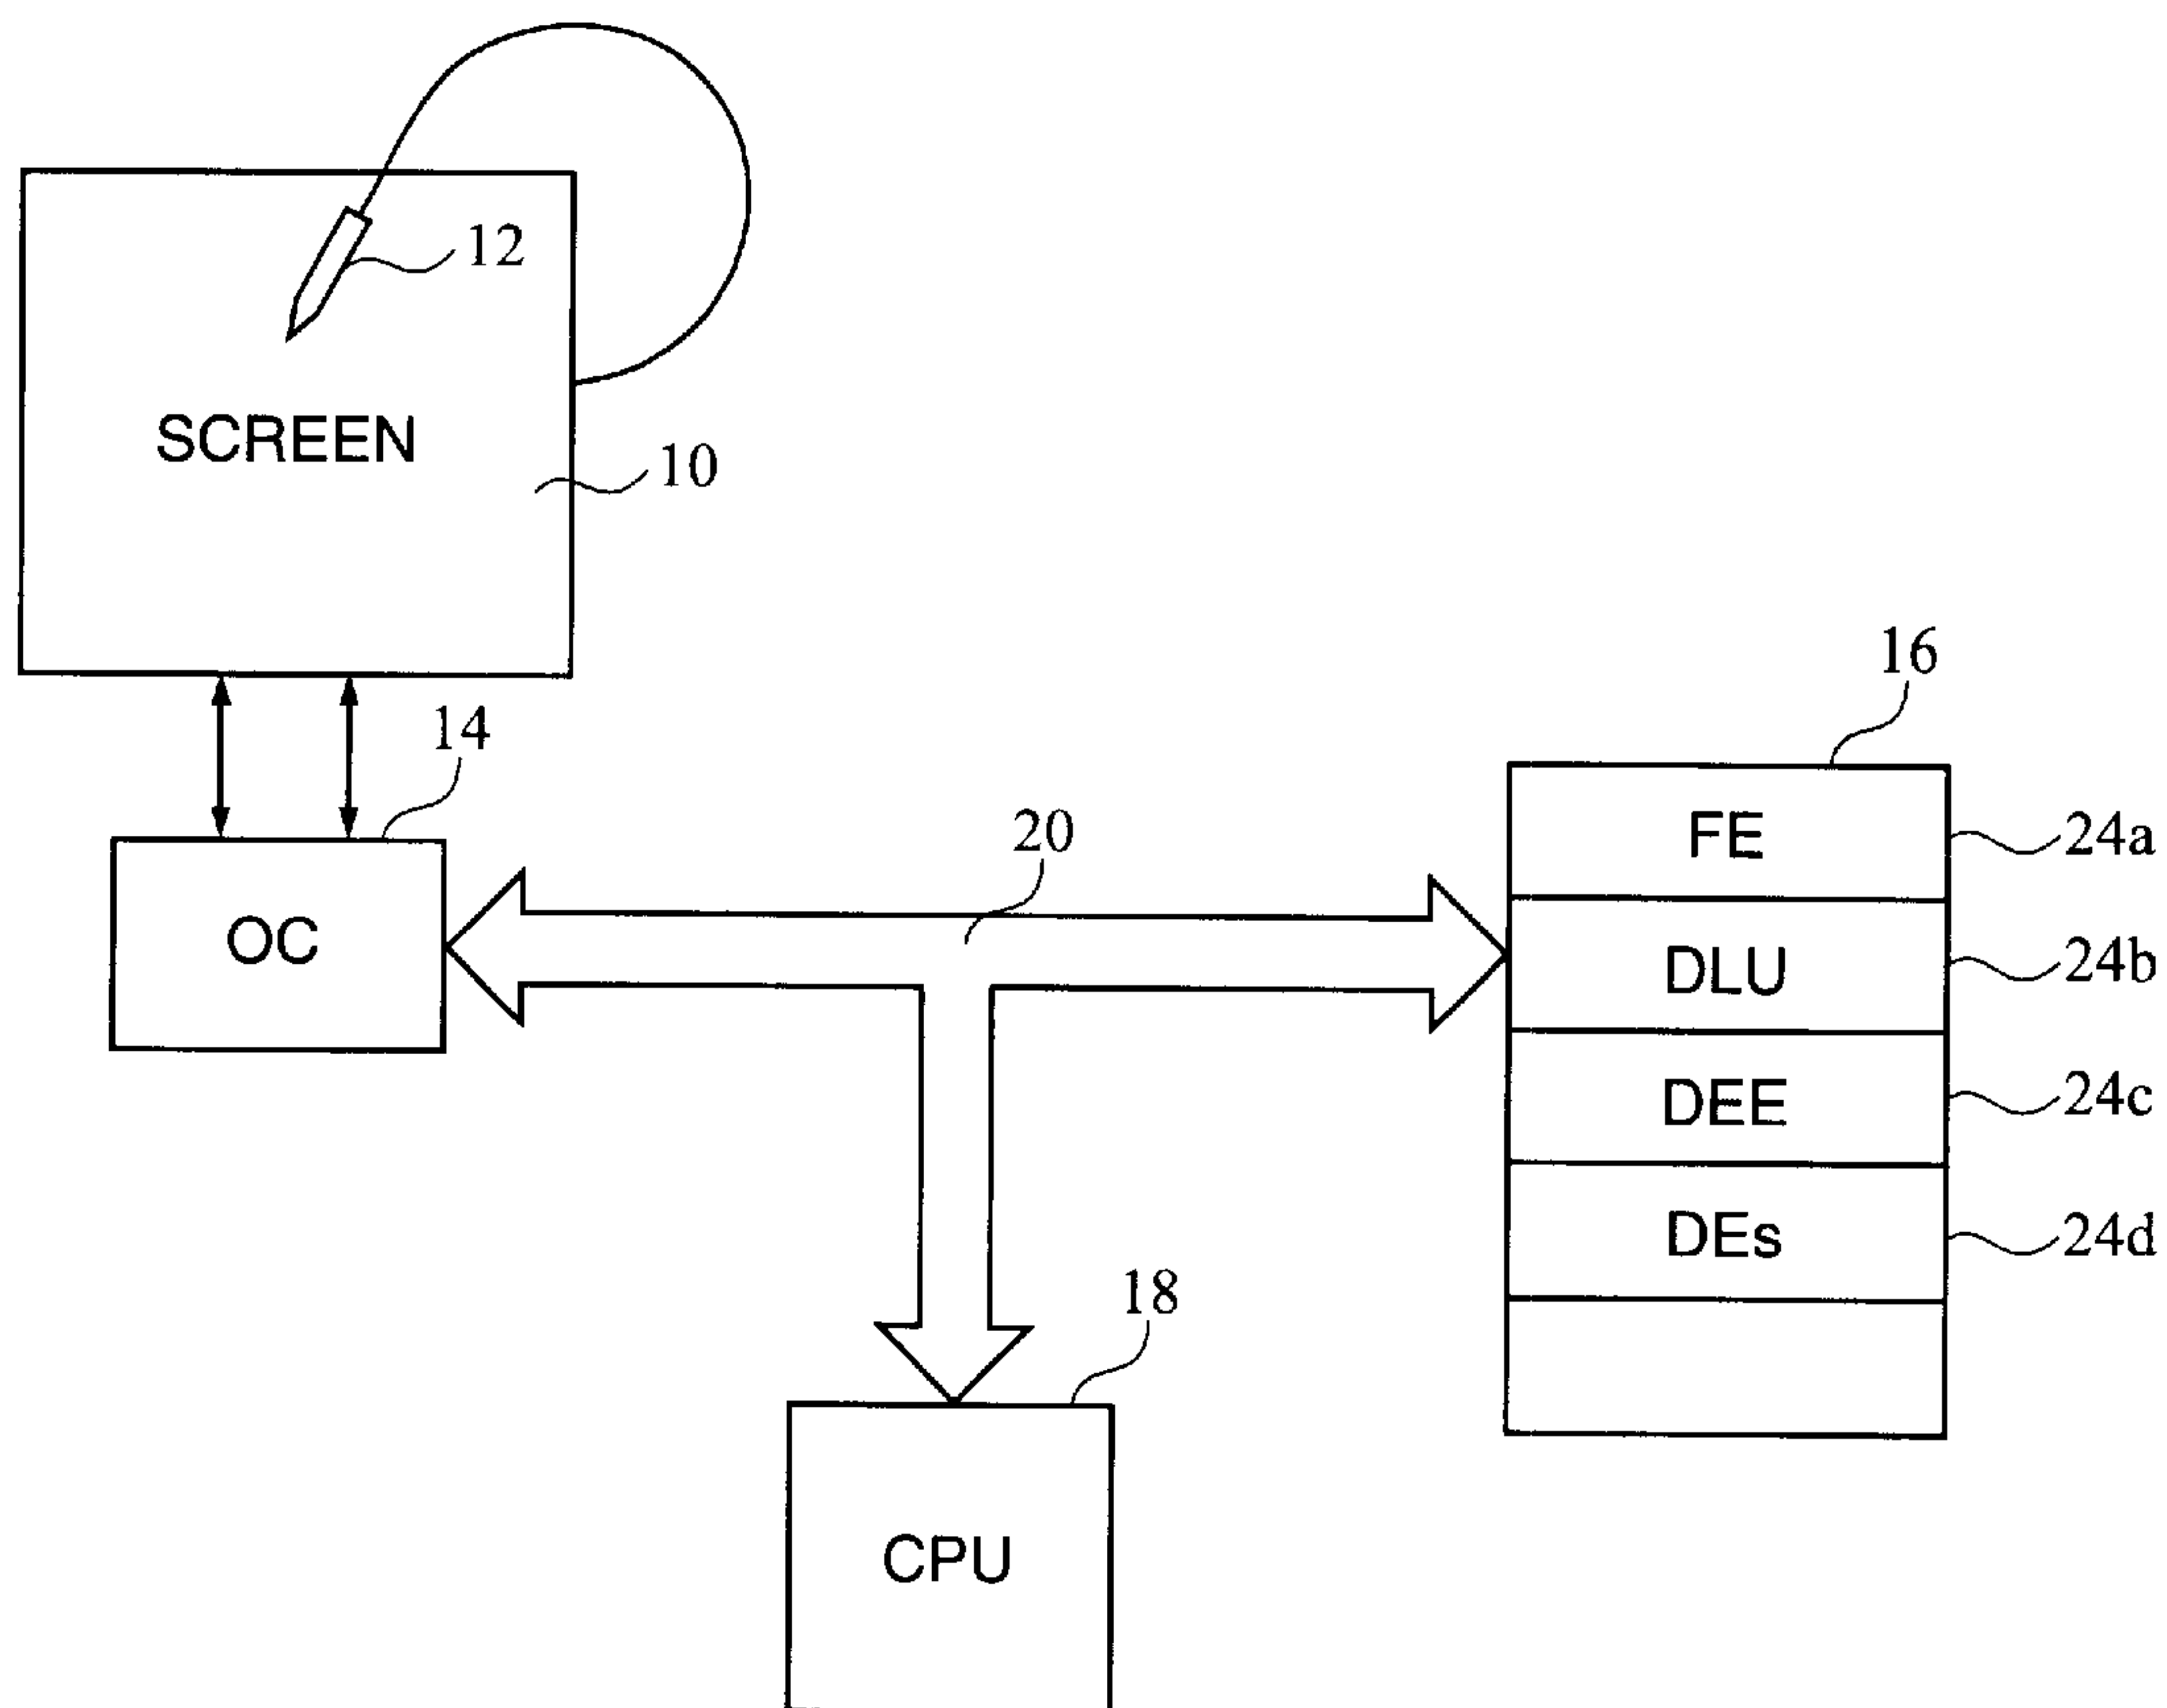 12
SCREEN
10
16
14
20
FE
24a
OC
DLU
24b
DEE
24c
DEs
24d
18
CPU